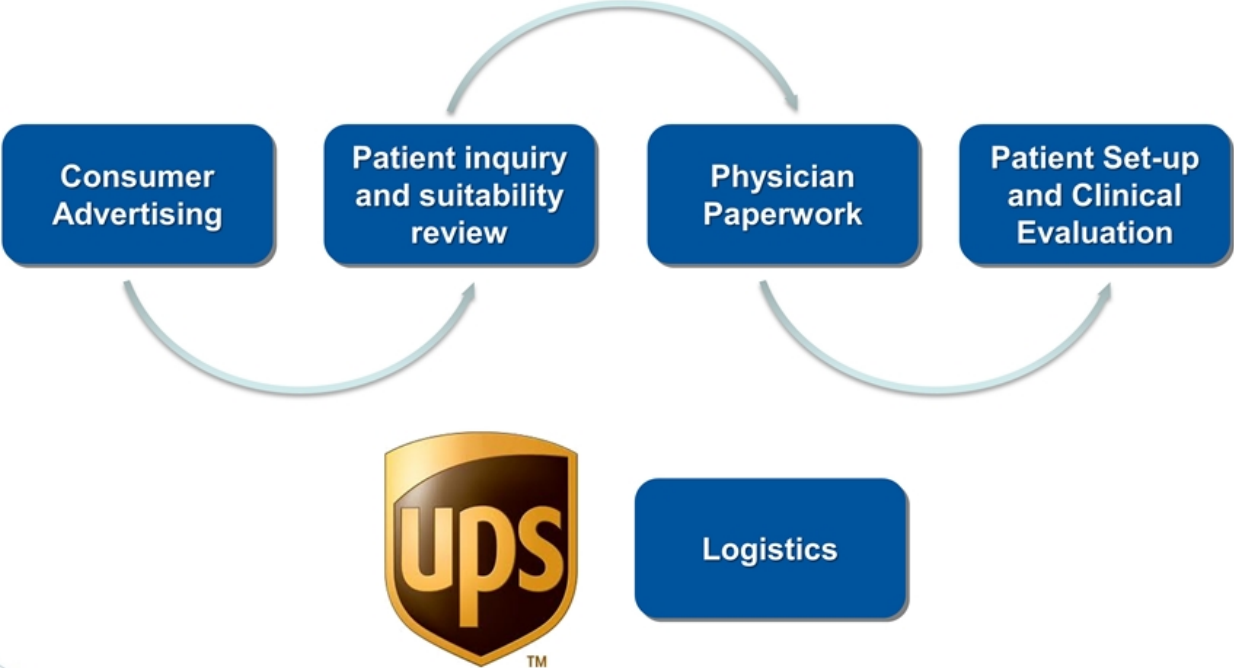 Consumer
Advertising
Patient inquiry
and suitability
review
Physician
Paperwork
Patient Set-up
and Clinical
Evaluation
ups
TM
Logistics